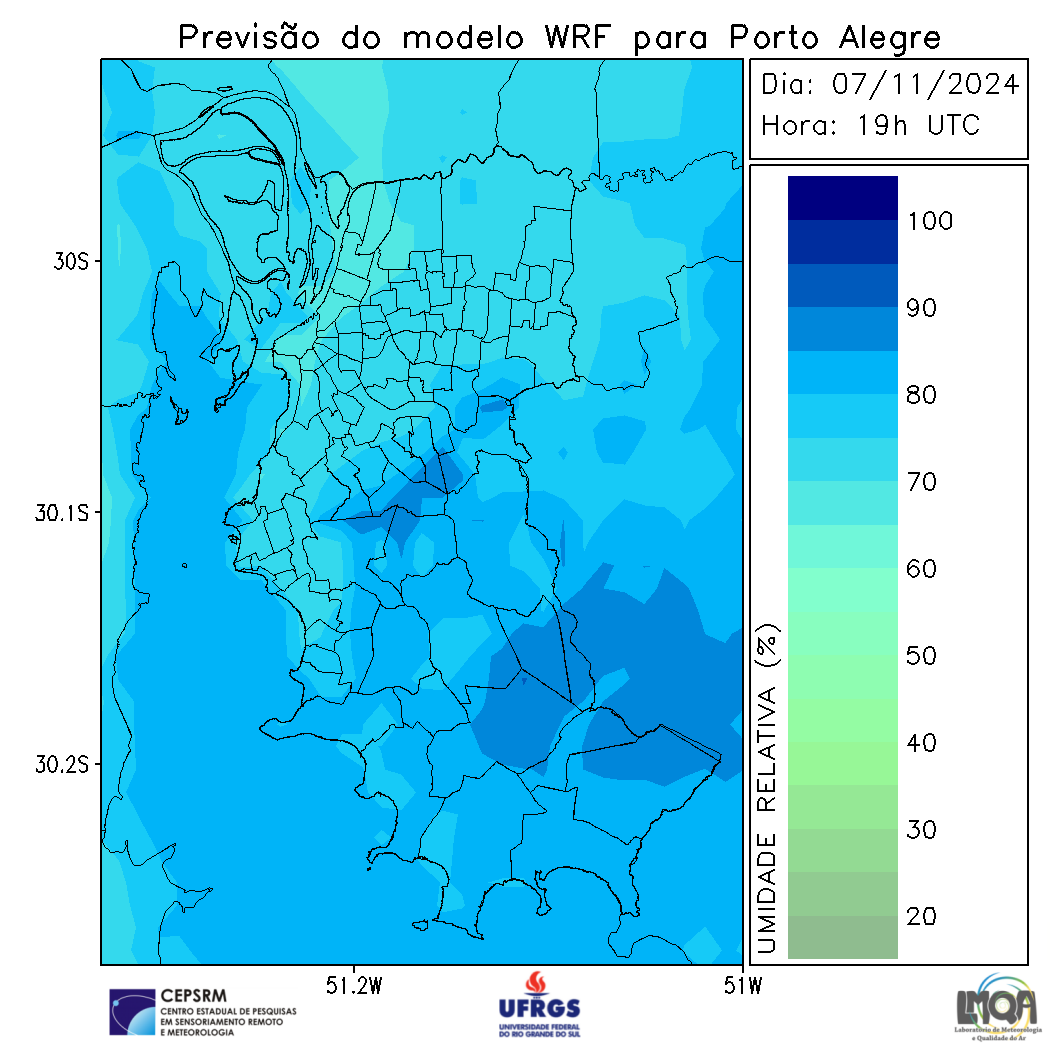 Previsão do modelo WRF para Porto Alegre
Dia: 07/11/2024
Hora: 19h UTC
30S
30.1S
30.2S
51.2W
51W
100
90
80
70
60
50
40
30
20
UMIDADE RELATIVA (%)
CEPSRM
CENTRO ESTADUAL DE PESQUISAS
EM SENSORIAMENTO REMOTO
E METEOROLOGIA
UFRGS
UNIVERSIDADE FEDERAL
DO RIO GRANDE DO SUL
LMQA
Laboratório de Meteorologia
e Qualidade do Ar